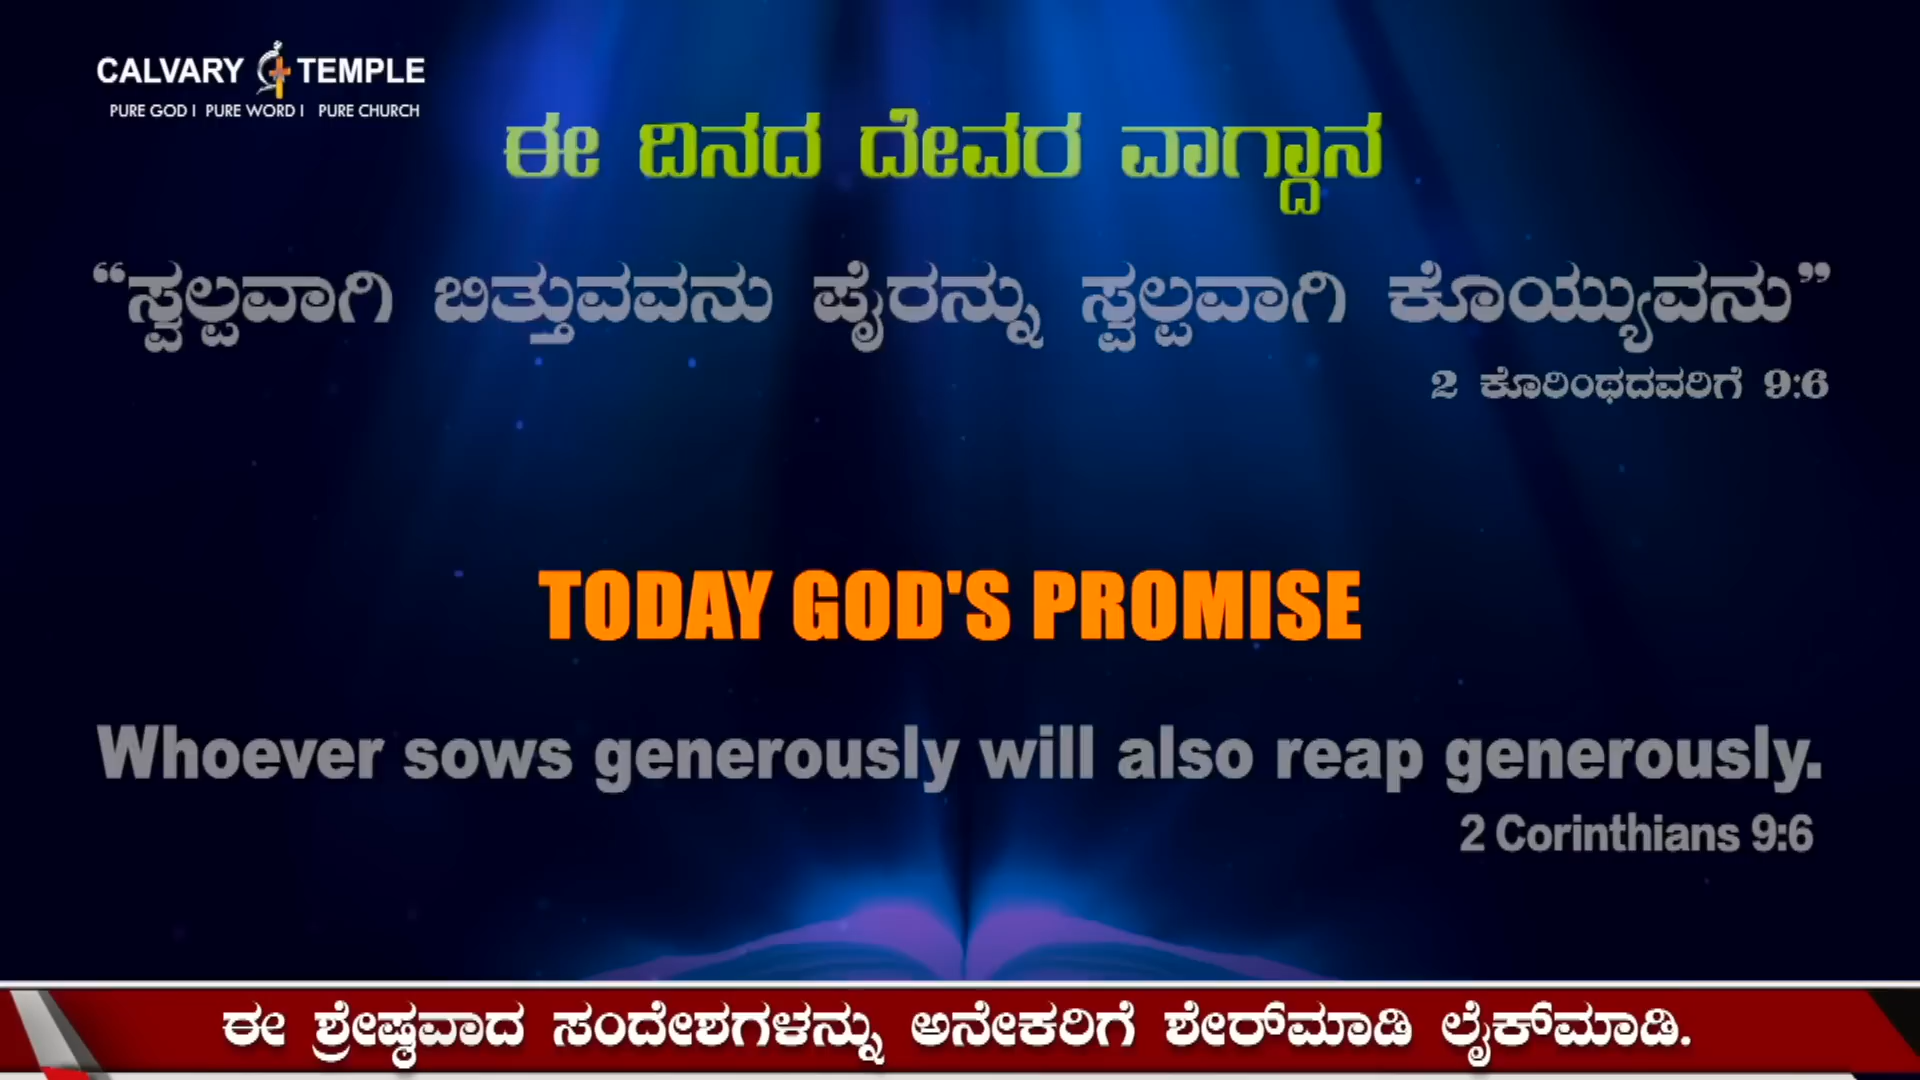 CALVARY TEMPLE
PURE GOD I PURE WORD I PURE CHURCH
ಈ ದಿನದ ದೇವರ ವಾಗ್ದಾನ
“ಸ್ವಲ್ಪವಾಗಿ ಬಿತ್ತುವವನು ಪೈರನ್ನು ಸ್ವಲ್ಪವಾಗಿ ಕೊಯ್ಯುವನು”
2 ಕೊರಿಂಥದವರಿಗೆ 9:6
TODAY GOD'S PROMISE
Whoever sows generously will also reap generously.
2 Corinthians 9:6
ಈ ಶ್ರೇಷ್ಠವಾದ ಸಂದೇಶಗಳನ್ನು ಅನೇಕರಿಗೆ ಶೇರ್‌ಮಾಡಿ ಲೈಕ್‌ಮಾಡಿ.